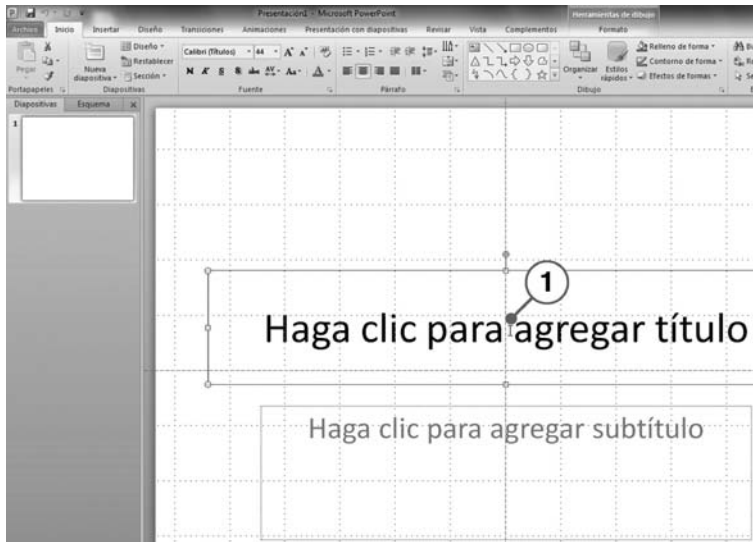 Presentación1 - Microsoft PowerPoint
Herramientas de dibujo
Archivo Inicio Insertar Diseño Transiciones Animaciones Presentación con diapositivas Revisar Vista Complementos Formato
Pegar
Nueva diapositiva
Diseño
Restablecer
Sección
Calibri (Títulos) 44
N K S abc AV Aa A
Organizar
Estilos rápidos
Relleno de forma
Contorno de forma
Efectos de formas
Portapapeles Diapositivas Fuente Párrafo Dibujo
Diapositivas Esquema
1
1
Haga clic para agregar título
Haga clic para agregar subtítulo